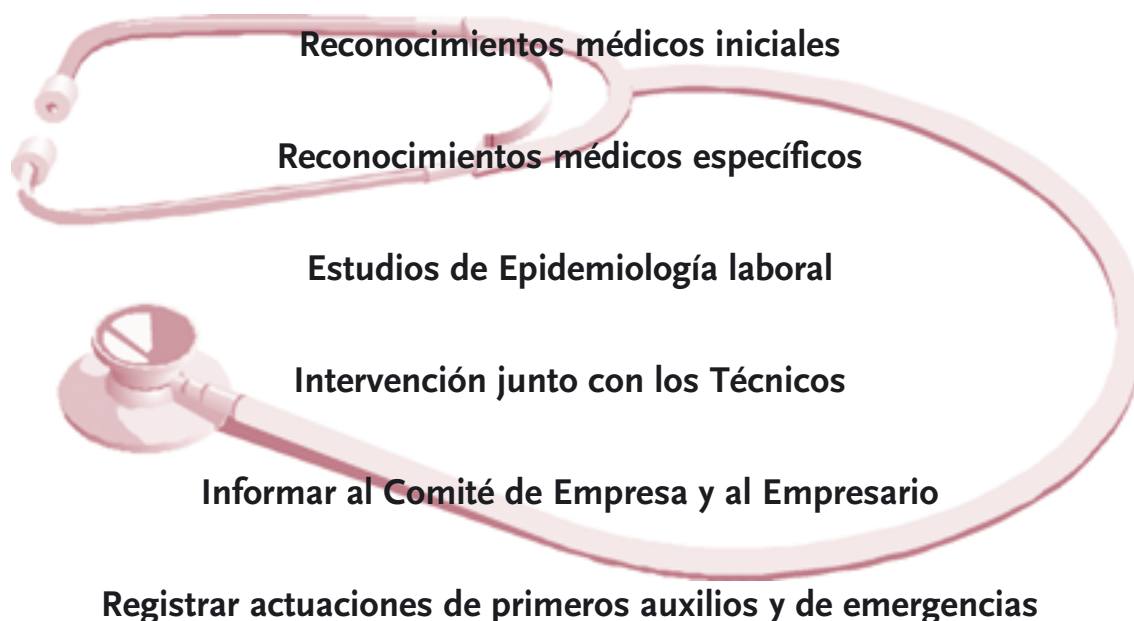 Reconocimientos médicos iniciales
Reconocimientos médicos específicos
Estudios de Epidemiología laboral
Intervención junto con los Técnicos
Informar al Comité de Empresa y al Empresario
Registrar actuaciones de primeros auxilios y de emergencias